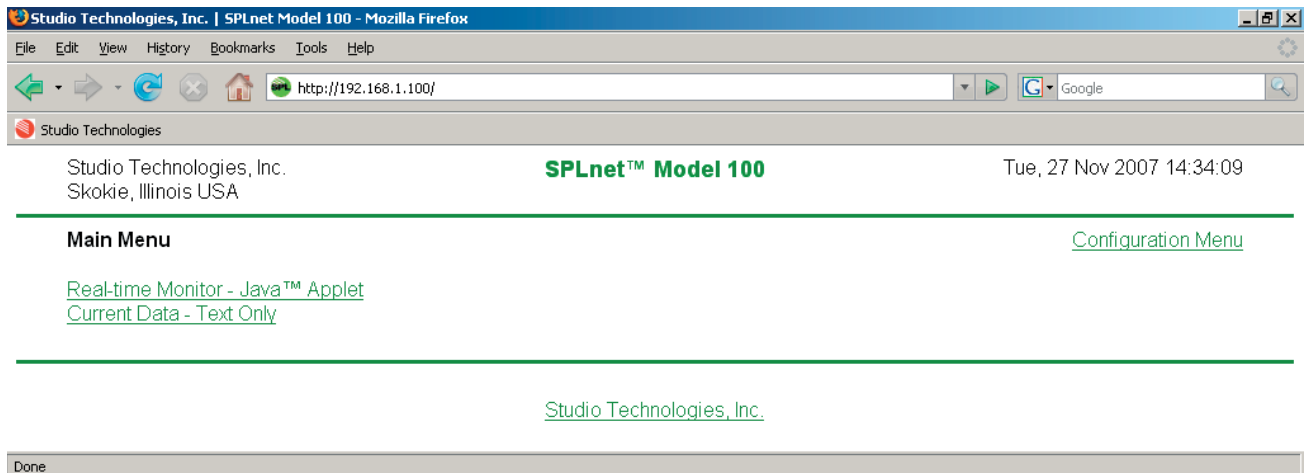 Studio Technologies, Inc. | SPLnet Model 100 - Mozilla Firefox
File Edit View History Bookmarks Tools Help
SPL http://192.168.1.100/ G Google
Studio Technologies
Studio Technologies, Inc. SPLnet™ Model 100 Tue, 27 Nov 2007 14:34:09
Skokie, Illinois USA
Main Menu Configuration Menu
Real-time Monitor - Java™ Applet
Current Data - Text Only
Studio Technologies, Inc.
Done